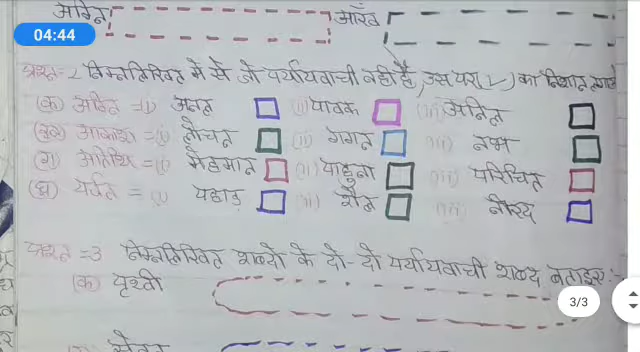 अग्नि आँख
04:44
प्रश्न=2 निम्नलिखित में से जो पर्यायवाची नहीं है, उस पर (✓) का निशान लगाओ
(क) अग्नि = (i) अनल (ii) पावक (iii) अनिल
(ख) आकाश = (i) लोचन (ii) गगन (iii) नभ
(ग) अतिथि = (i) मेहमान (ii) पाहुना (iii) परिचित
(घ) पर्वत = (i) पहाड़ (ii) शैल (iii) नीरद
प्रश्न=3 निम्नलिखित शब्दों के दो-दो पर्यायवाची शब्द बताइए:-
(क) पृथ्वी
3/3